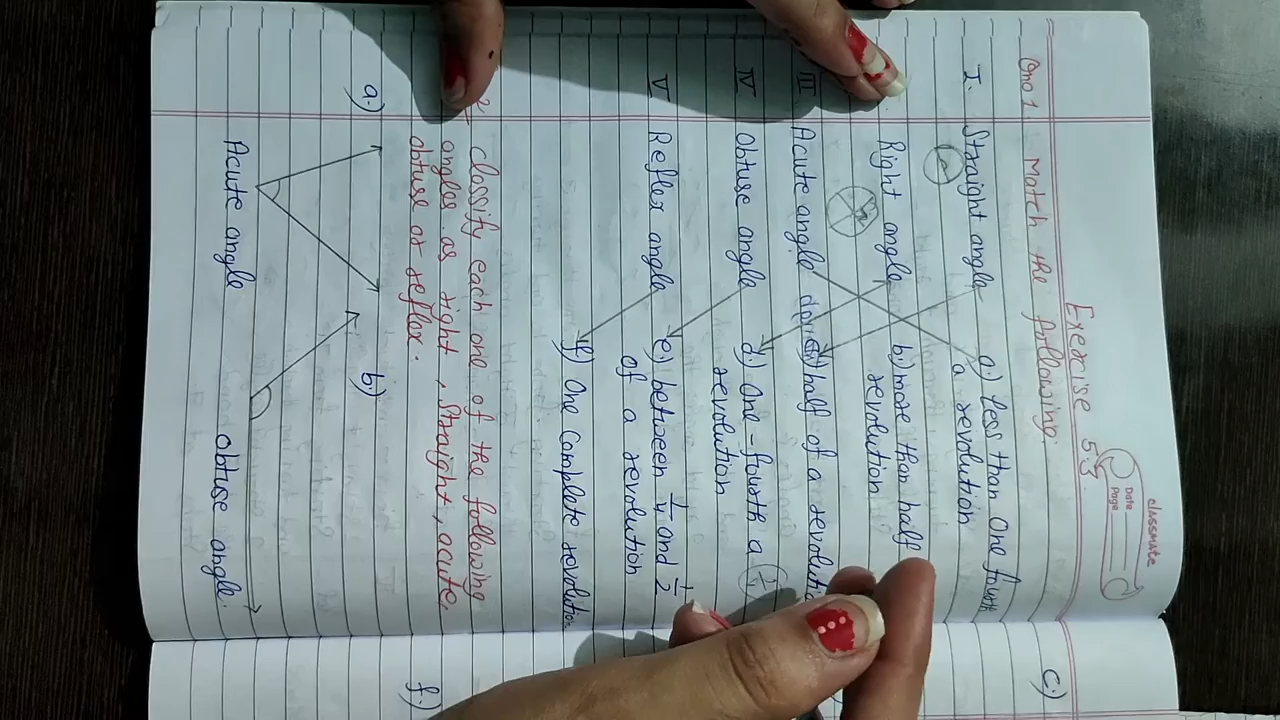 classmate
Date
Page
Exercise 5.3
Qno 1. Match the following.
I. Straight angle a.) Less than One fourth
a revolution
II Right angle b.) more than half
revolution
III Acute angle c.) half of a revolution
IV Obtuse angle d.) One-fourth a 1/4
revolution
V Reflex angle e.) between 1/4 and 1/2
of a revolution
f.) One Complete revolution
classify each one of the following
angles as right, straight, acute,
obtuse or reflex.
a.) b.)
Acute angle obtuse angle.
c.)
f.)